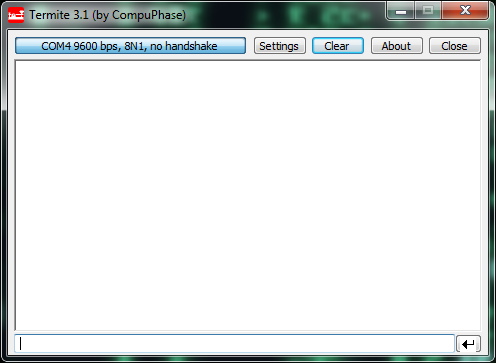 Termite 3.1 (by CompuPhase)
COM4 9600 bps, 8N1, no handshake Settings Clear About Close